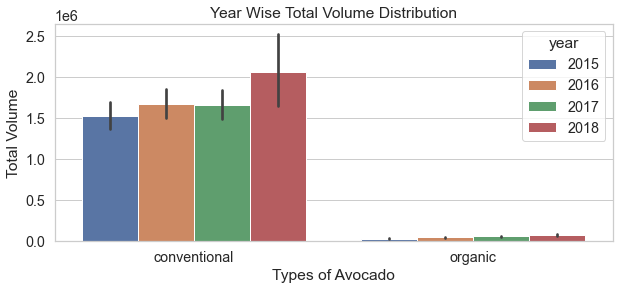 Year Wise Total Volume Distribution
1e6
2.5
2.0
1.5
1.0
0.5
0.0
Total Volume
year
2015
2016
2017
2018
conventional
organic
Types of Avocado